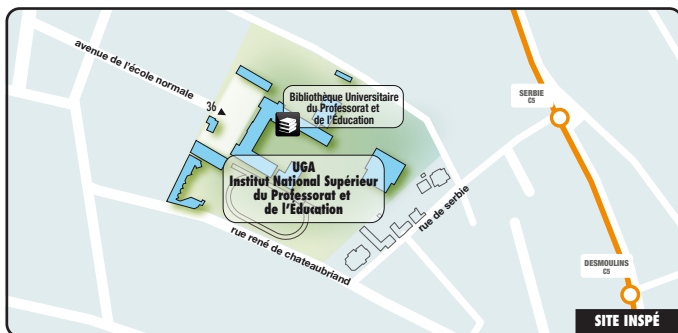 avenue de l'école normale
36
Bibliothèque Universitaire
du Professorat et
de l'Éducation
SERBIE
C5
UGA
Institut National Supérieur
du Professorat et
de l'Éducation
rue de serbie
rue rené de chateaubriand
DESMOULINS
C5
SITE INSPÉ